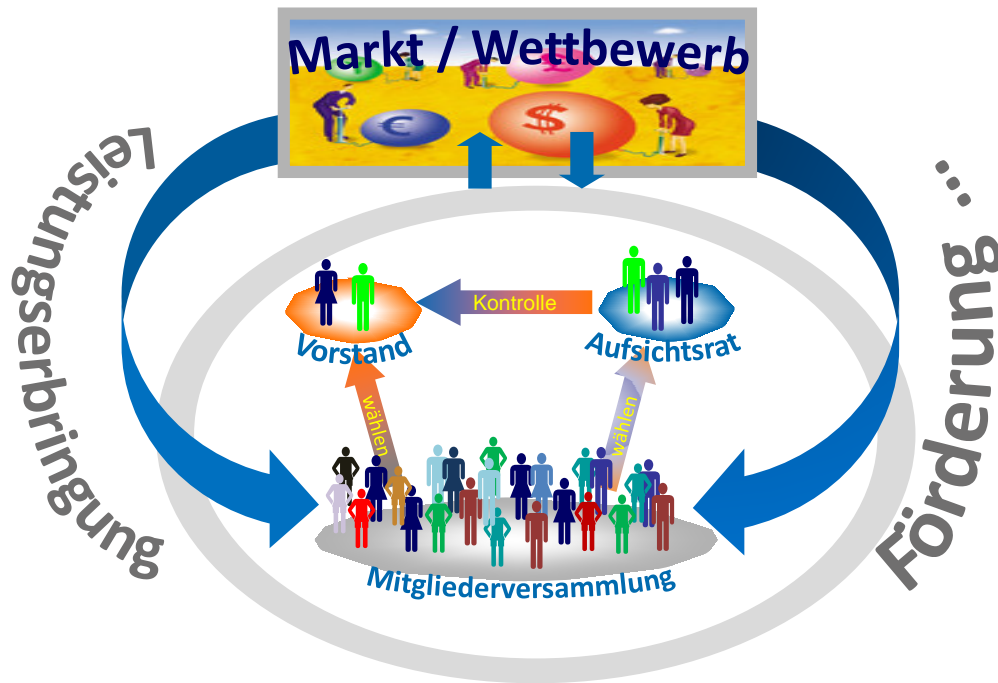 Markt / Wettbewerb
€
$
£
Leistungserbringung
... Förderung
Kontrolle
Vorstand
Aufsichtsrat
wählen
wählen
Mitgliederversammlung